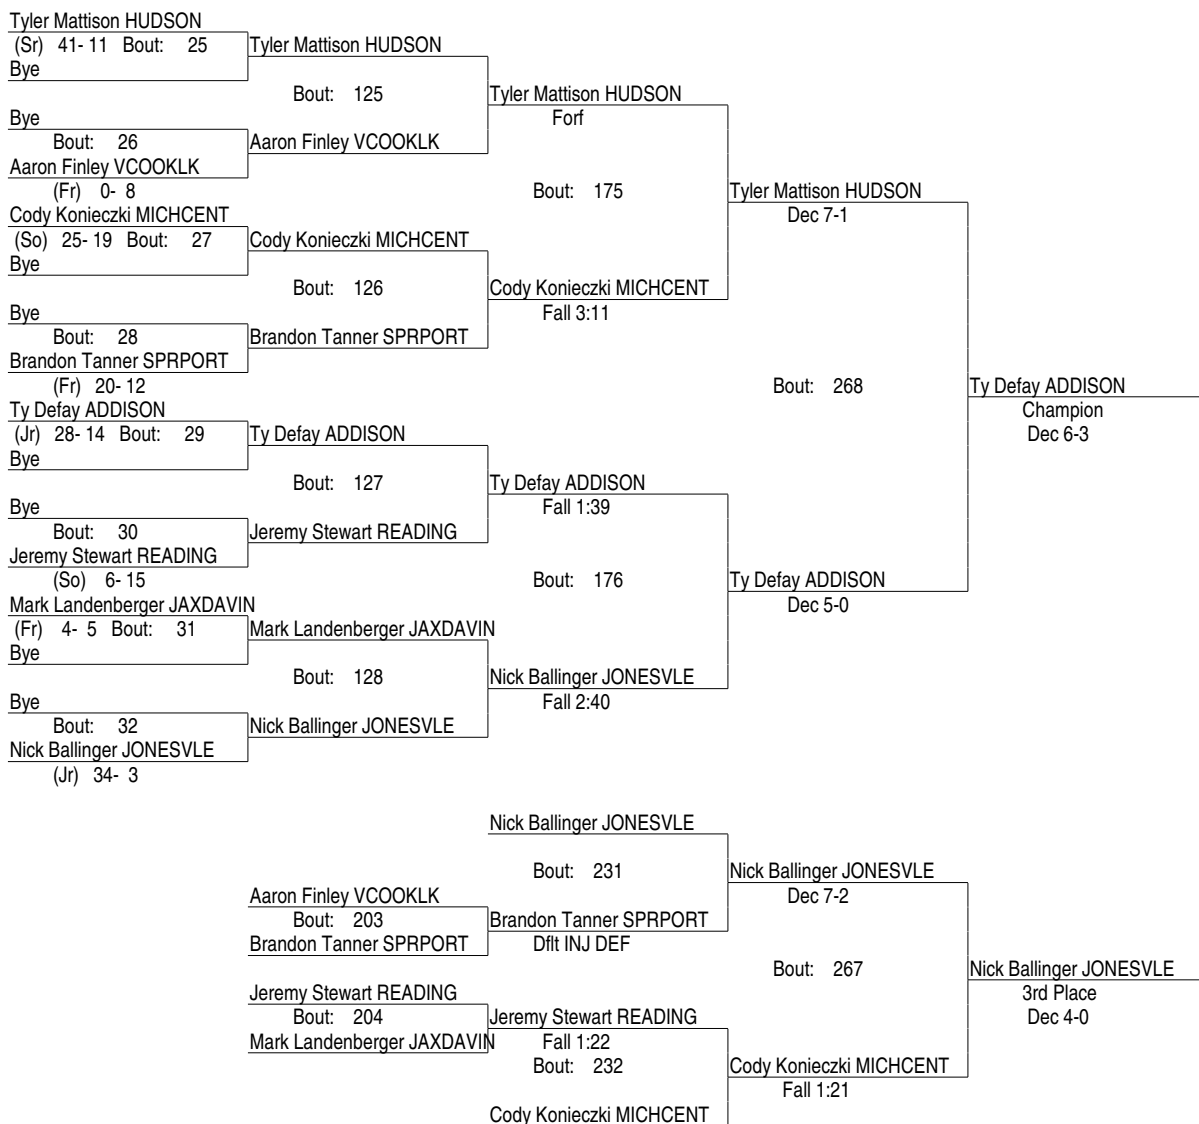 Tyler Mattison HUDSON
(Sr) 41- 11 Bout: 25 Tyler Mattison HUDSON
Bye
Bout: 125 Tyler Mattison HUDSON
Bye Forf
Bout: 26 Aaron Finley VCOOKLK
Aaron Finley VCOOKLK
(Fr) 0- 8 Bout: 175 Tyler Mattison HUDSON
Cody Konieczki MICHCENT Dec 7-1
(So) 25- 19 Bout: 27 Cody Konieczki MICHCENT
Bye
Bout: 126 Cody Konieczki MICHCENT
Bye Fall 3:11
Bout: 28 Brandon Tanner SPRPORT
Brandon Tanner SPRPORT
(Fr) 20- 12 Bout: 268 Ty Defay ADDISON
Ty Defay ADDISON Champion
(Jr) 28- 14 Bout: 29 Ty Defay ADDISON Dec 6-3
Bye
Bout: 127 Ty Defay ADDISON
Bye Fall 1:39
Bout: 30 Jeremy Stewart READING
Jeremy Stewart READING
(So) 6- 15 Bout: 176 Ty Defay ADDISON
Mark Landenberger JAXDAVIN Dec 5-0
(Fr) 4- 5 Bout: 31 Mark Landenberger JAXDAVIN
Bye
Bout: 128 Nick Ballinger JONESVLE
Bye Fall 2:40
Bout: 32 Nick Ballinger JONESVLE
Nick Ballinger JONESVLE
(Jr) 34- 3
Nick Ballinger JONESVLE
Bout: 231 Nick Ballinger JONESVLE
Aaron Finley VCOOKLK Dec 7-2
Bout: 203 Brandon Tanner SPRPORT
Brandon Tanner SPRPORT Dflt INJ DEF
Bout: 267 Nick Ballinger JONESVLE
Jeremy Stewart READING 3rd Place
Bout: 204 Jeremy Stewart READING Dec 4-0
Mark Landenberger JAXDAVIN Fall 1:22
Bout: 232 Cody Konieczki MICHCENT
Fall 1:21
Cody Konieczki MICHCENT